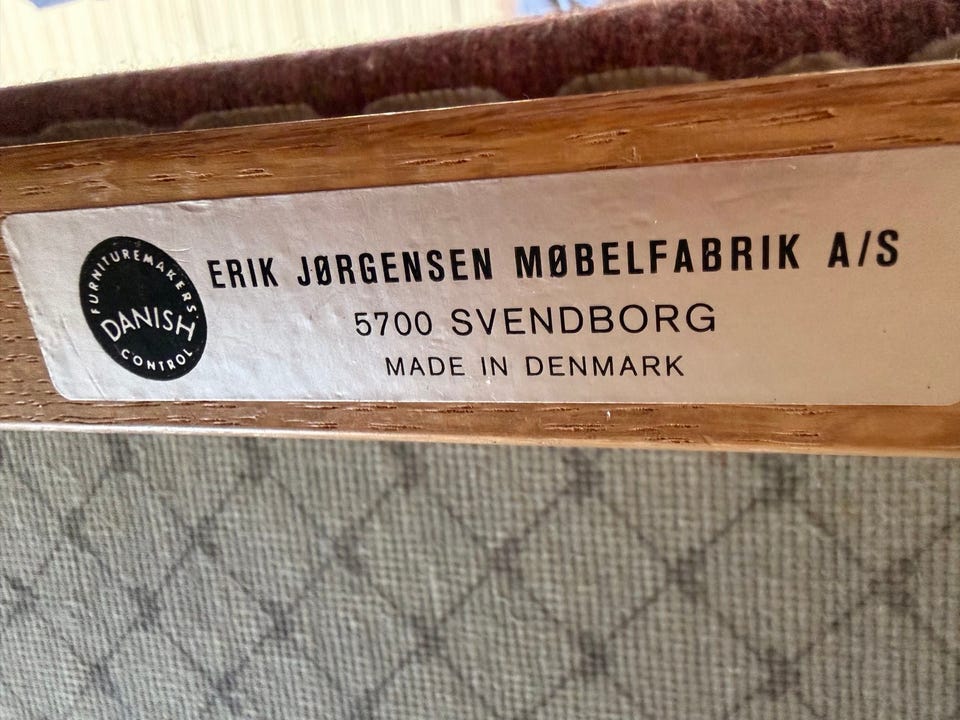 FURNITUREMAKERS
DANISH
CONTROL
ERIK JØRGENSEN MØBELFABRIK A/S
5700 SVENDBORG
MADE IN DENMARK